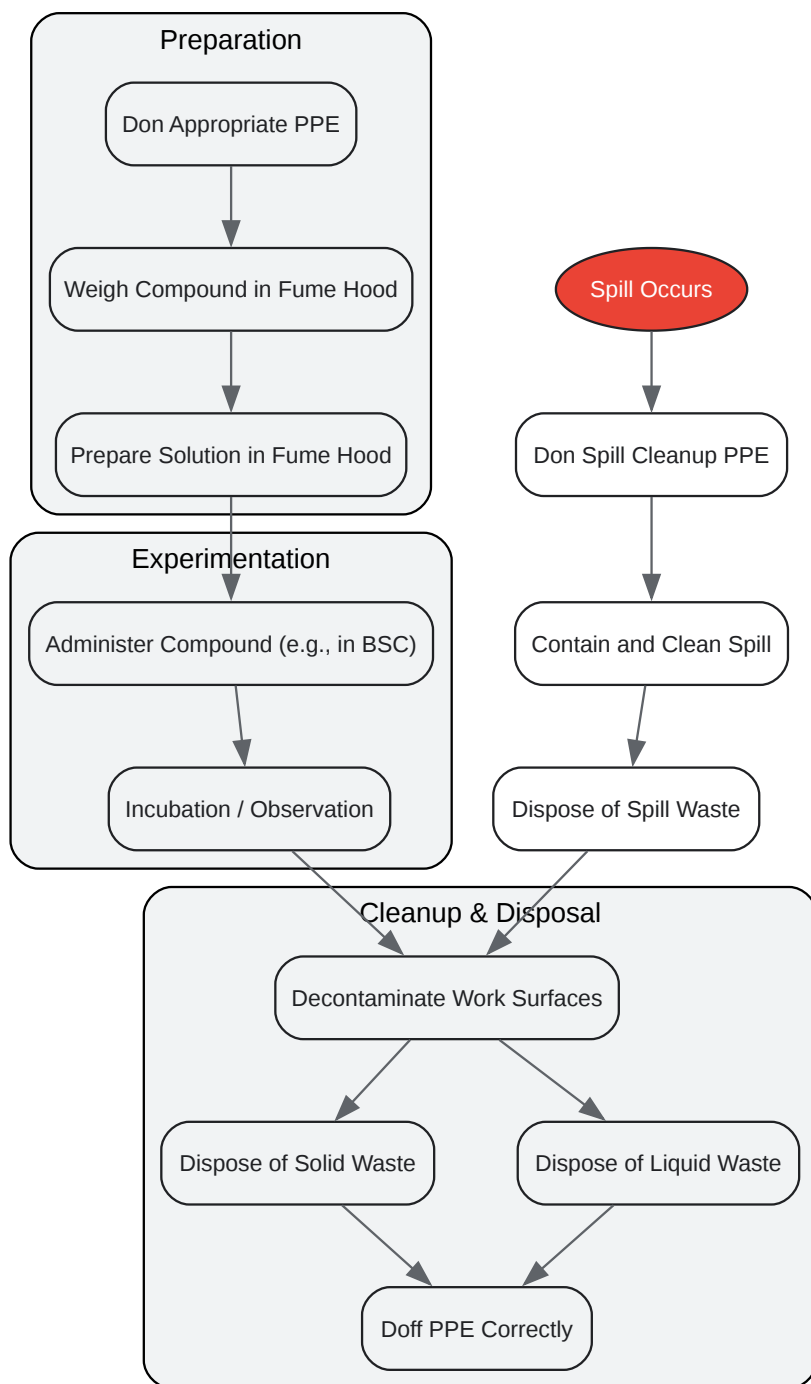 Preparation
Don Appropriate PPE
Weigh Compound in Fume Hood
Spill Occurs
Prepare Solution in Fume Hood
Don Spill Cleanup PPE
Experimentation
Administer Compound (e.g., in BSC)
Contain and Clean Spill
Incubation / Observation
Dispose of Spill Waste
Cleanup & Disposal
Decontaminate Work Surfaces
Dispose of Solid Waste
Dispose of Liquid Waste
Doff PPE Correctly